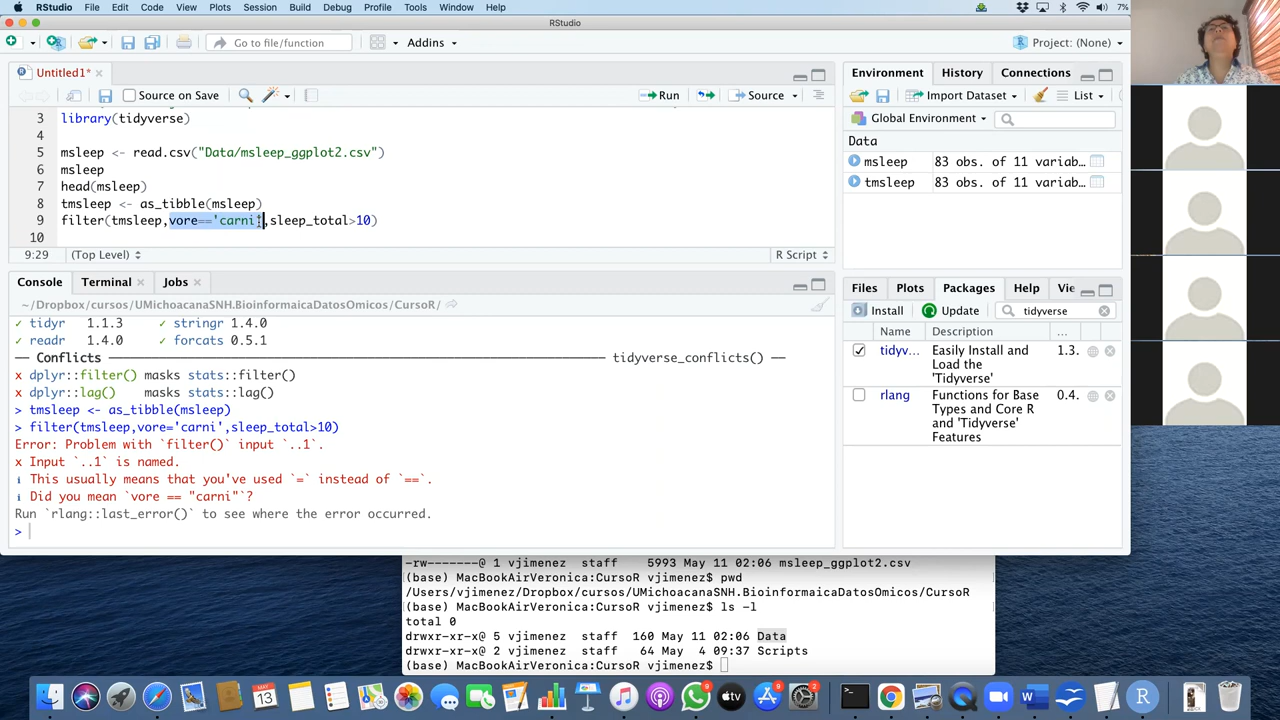 RStudio File Edit Code View Plots Session Build Debug Profile Tools Window Help 7%
RStudio
Go to file/function Addins Project: (None)
Untitled1*
Source on Save Run Source
3 library(tidyverse)
4
5 msleep <- read.csv("Data/msleep_ggplot2.csv")
6 msleep
7 head(msleep)
8 tmsleep <- as_tibble(msleep)
9 filter(tmsleep,vore=='carni',sleep_total>10)
10
9:29 (Top Level) R Script
Console Terminal Jobs
~/Dropbox/cursos/UMichoacanaSNH.BioinformaicaDatosOmicos/CursoR/
✓ tidyr 1.1.3 ✓ stringr 1.4.0
✓ readr 1.4.0 ✓ forcats 0.5.1
── Conflicts ── tidyverse_conflicts() ──
x dplyr::filter() masks stats::filter()
x dplyr::lag() masks stats::lag()
> tmsleep <- as_tibble(msleep)
> filter(tmsleep,vore='carni',sleep_total>10)
Error: Problem with `filter()` input `..1`.
x Input `..1` is named.
i This usually means that you've used `=` instead of `==`.
i Did you mean `vore == "carni"`?
Run `rlang::last_error()` to see where the error occurred.
>
Environment History Connections
Import Dataset List
Global Environment
Data
msleep 83 obs. of 11 variab…
tmsleep 83 obs. of 11 variab…
Files Plots Packages Help Vie
Install Update tidyverse
Name Description ...
tidyv… Easily Install and Load the 'Tidyverse' 1.3.
rlang Functions for Base Types and Core R and 'Tidyverse' Features 0.4.
-rw-------@ 1 vjimenez staff 5993 May 11 02:06 msleep_ggplot2.csv
(base) MacBookAirVeronica:CursoR vjimenez$ pwd
/Users/vjimenez/Dropbox/cursos/UMichoacanaSNH.BioinformaicaDatosOmicos/CursoR
(base) MacBookAirVeronica:CursoR vjimenez$ ls -l
total 0
drwxr-xr-x@ 5 vjimenez staff 160 May 11 02:06 Data
drwxr-xr-x@ 2 vjimenez staff 64 May 4 09:37 Scripts
(base) MacBookAirVeronica:CursoR vjimenez$
MAY 13 9 tv 9 2 W R